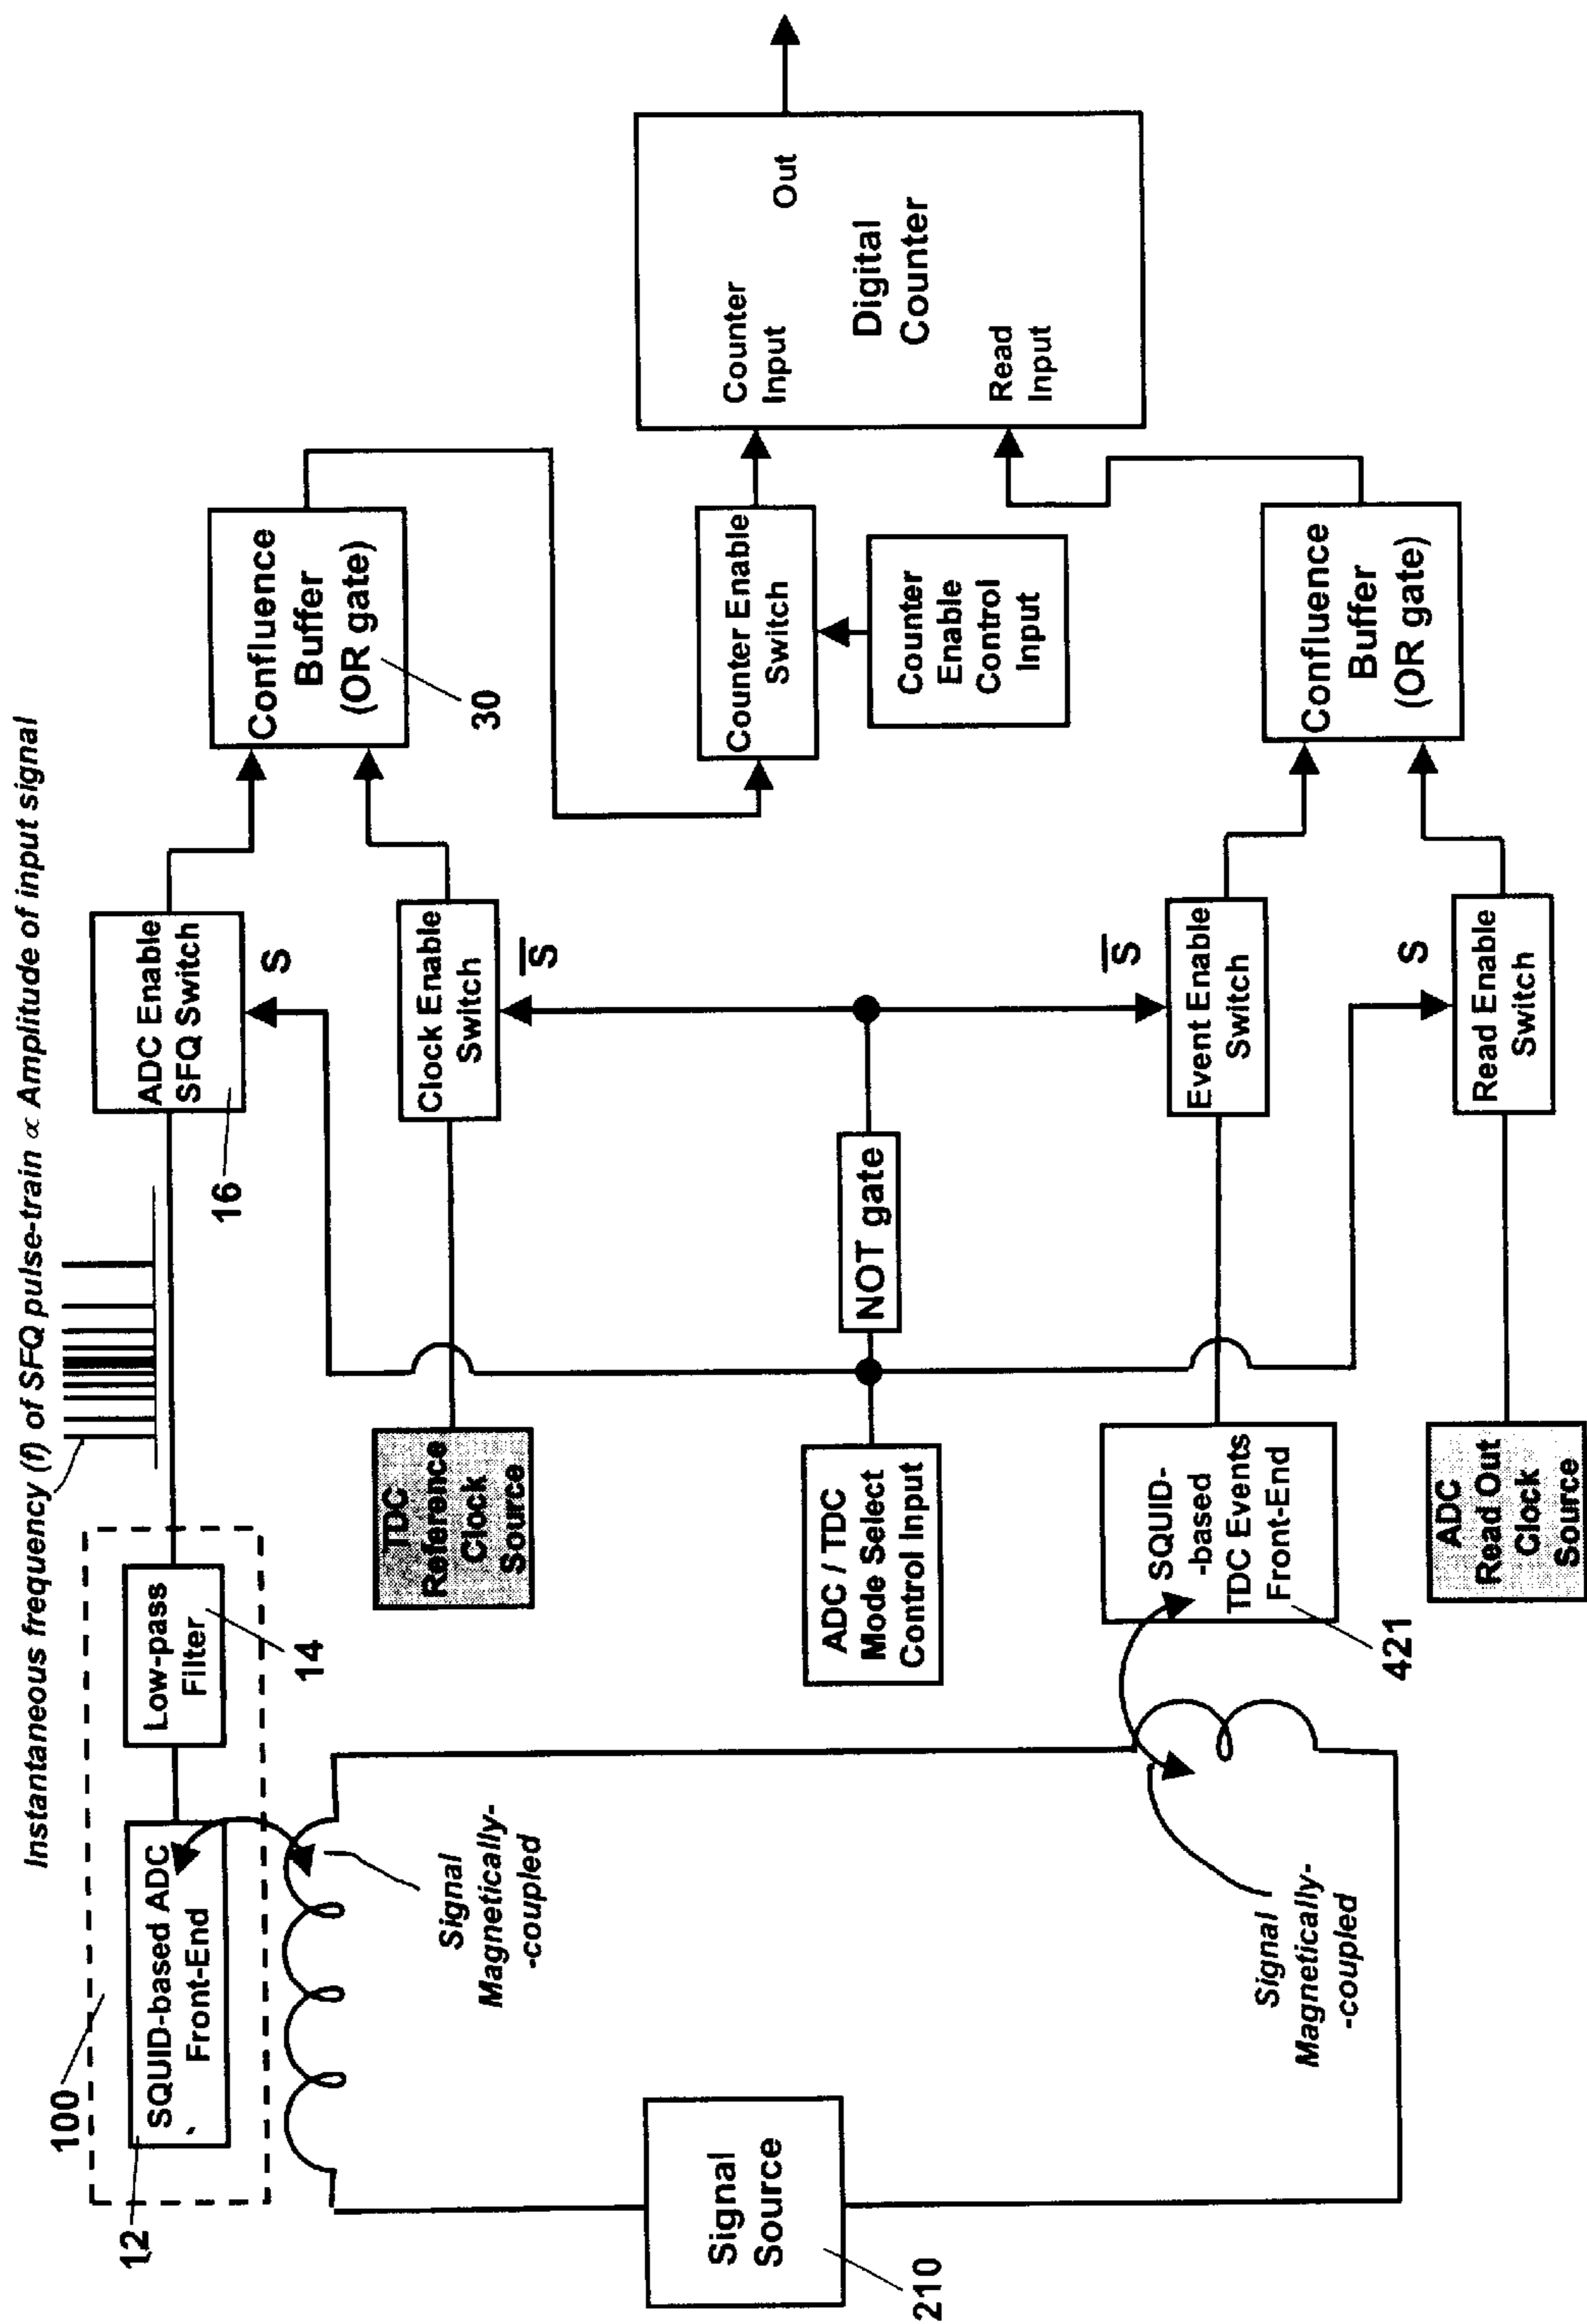 Instantaneous frequency (f) of SFQ pulse-train ∝ Amplitude of input signal
100
12
SQUID-based ADC
Front-End
Low-pass
Filter
14
16
ADC Enable
SFQ Switch
S
Confluence
Buffer
(OR gate)
30
Signal
Magnetically-
-coupled
TDC
Reference
Clock
Source
Clock Enable
Switch
S̅
Signal
Source
210
ADC / TDC
Mode Select
Control Input
NOT gate
Counter Enable
Switch
Counter
Enable
Control
Input
Counter
Input
Out
Digital
Counter
Read
Input
Signal
Magnetically-
-coupled
SQUID-
-based
TDC Events
Front-End
421
S̅
Event Enable
Switch
Confluence
Buffer
(OR gate)
ADC
Read Out
Clock
Source
S
Read Enable
Switch